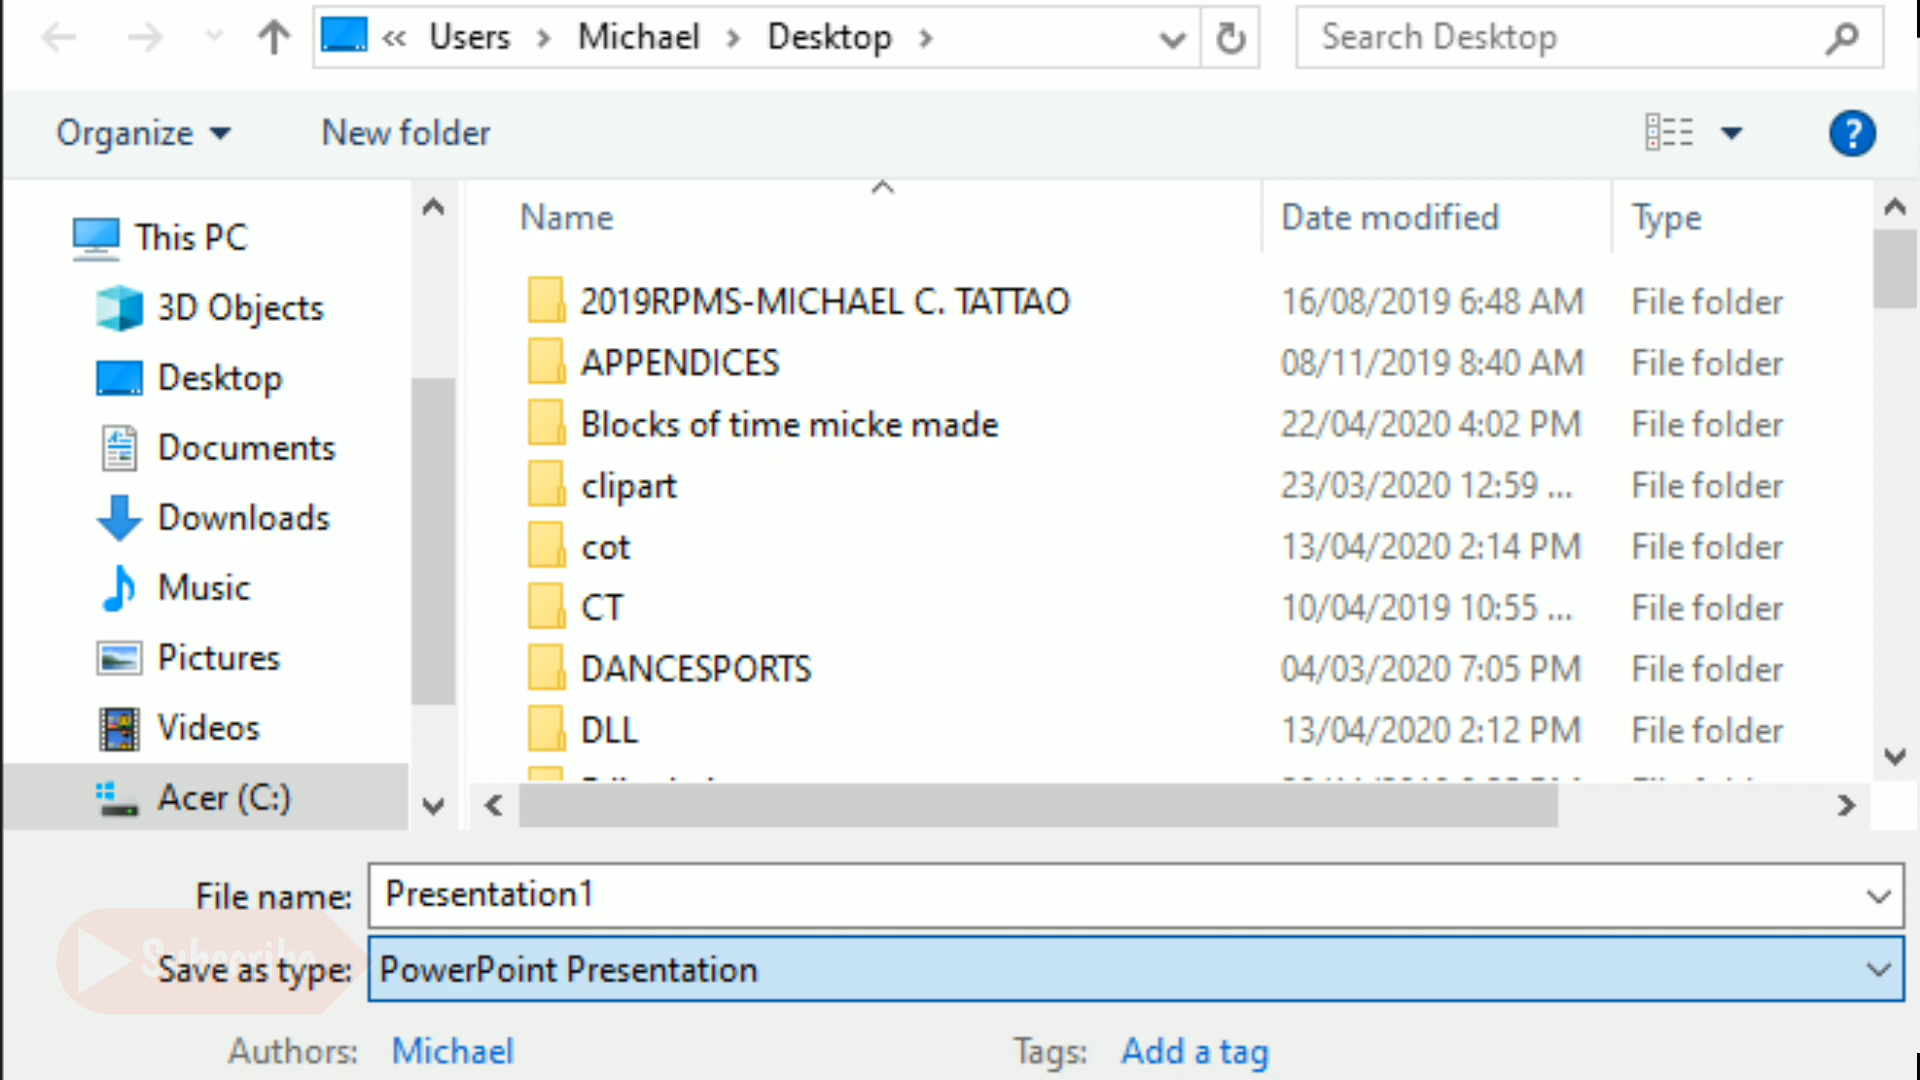 « Users > Michael > Desktop >
Search Desktop
Organize
New folder
?
Name
Date modified
Type
This PC
3D Objects
Desktop
Documents
Downloads
Music
Pictures
Videos
Acer (C:)
2019RPMS-MICHAEL C. TATTAO 16/08/2019 6:48 AM File folder
APPENDICES 08/11/2019 8:40 AM File folder
Blocks of time micke made 22/04/2020 4:02 PM File folder
clipart 23/03/2020 12:59 ... File folder
cot 13/04/2020 2:14 PM File folder
CT 10/04/2019 10:55 ... File folder
DANCESPORTS 04/03/2020 7:05 PM File folder
DLL 13/04/2020 2:12 PM File folder
File name: Presentation1
Subscribe
Save as type: PowerPoint Presentation
Authors: Michael
Tags: Add a tag